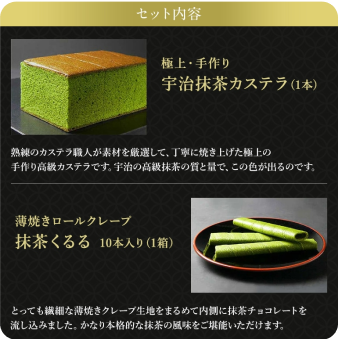 セット内容
極上・手作り
宇治抹茶カステラ(1本)
熟練のカステラ職人が素材を厳選して、丁寧に焼き上げた極上の
手作り高級カステラです。宇治の高級抹茶の質と量で、この色が出るのです。
薄焼きロールクレープ
抹茶くるる 10本入り(1箱)
とっても繊細な薄焼きクレープ生地をまるめて内側に抹茶チョコレートを
流し込みました。かなり本格的な抹茶の風味をご堪能いただけます。